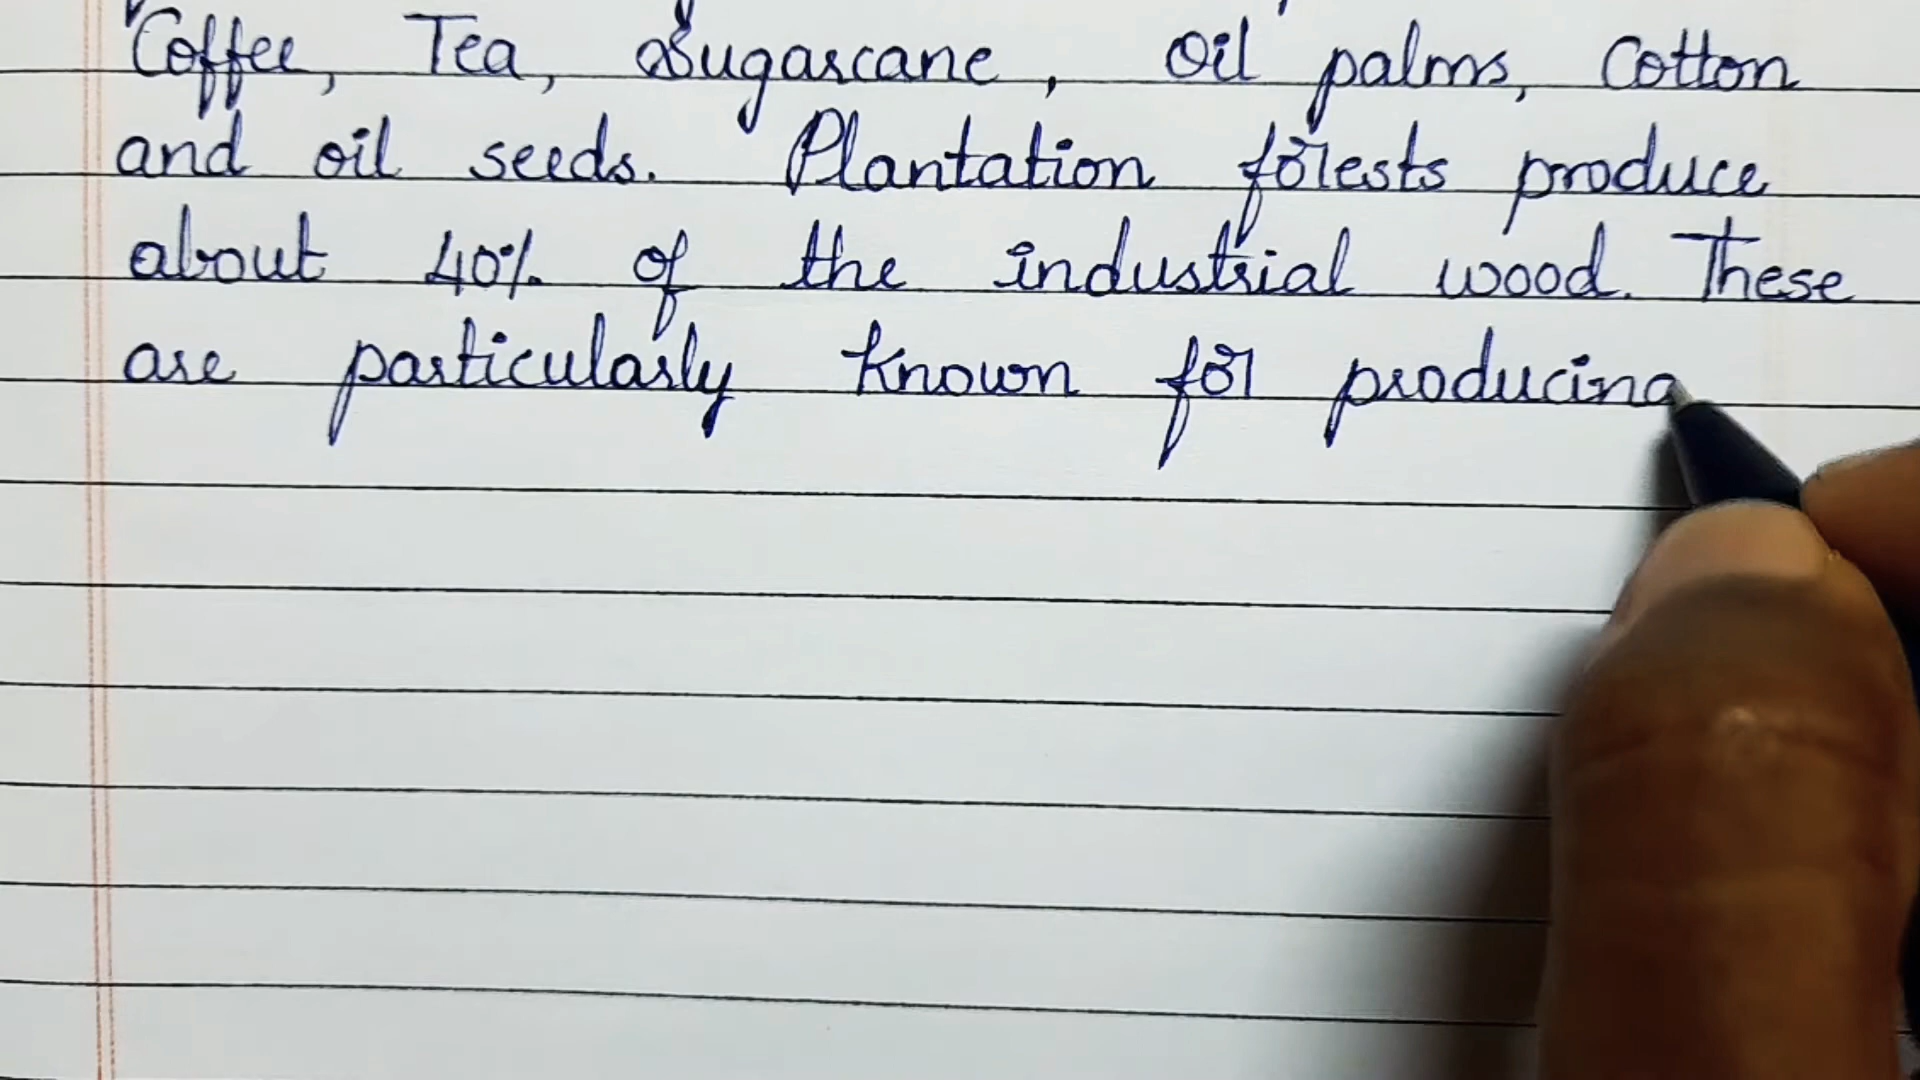 Coffee, Tea, Sugarcane, Oil palms, Cotton
and oil seeds. Plantation forests produce
about 40% of the industrial wood. These
are particularly known for producing